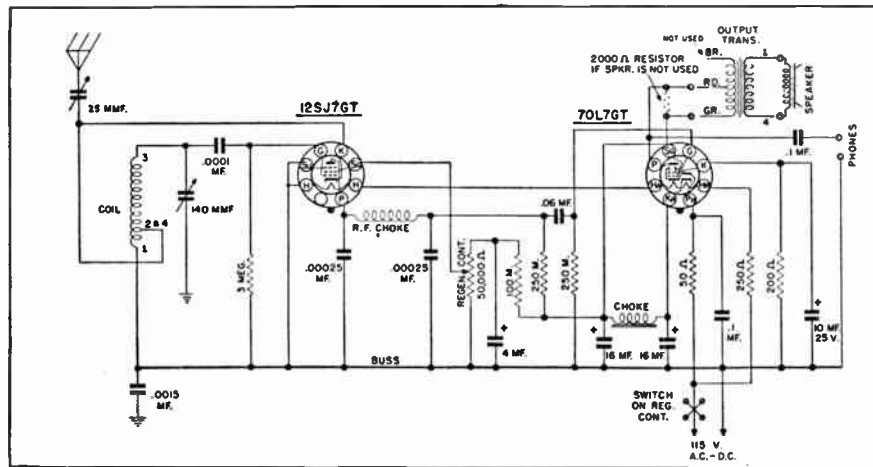 NOT USED
OUTPUT
TRANS.
BR.
1
2000 Ω RESISTOR
IF SPKR. IS NOT USED
RD.
GR.
4
SPEAKER
25 MMF.
12SJ7GT
70L7GT
G
K
H
H
P
P
G
K
.1 MF.
PHONES
3
.0001
MF.
COIL
2 & 4
140 MMF.
1
R.F. CHOKE
.06 MF.
3 MEG.
.00025
MF.
.00025
MF.
REGEN. CONT.
50,000 Ω
100 M.
250 M.
250 M.
CHOKE
50 Ω
250 Ω
200 Ω
+
4 MF.
+
16 MF.
+
16 MF.
.1
MF.
+
10 MF.
25 V.
BUSS
.0015
MF.
SWITCH
ON REG.
CONT.
115 V.
A.C. - D.C.